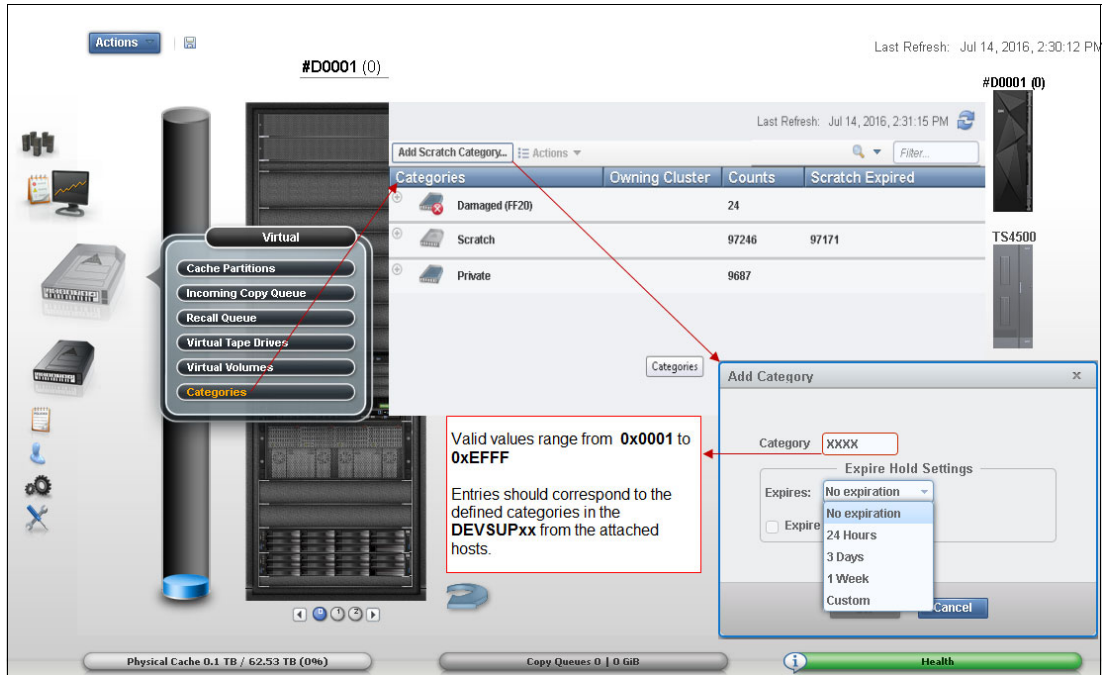 Actions
Last Refresh: Jul 14, 2016, 2:30:12 PM
#D0001 (0)
#D0001 (0)
Last Refresh: Jul 14, 2016, 2:31:15 PM
Add Scratch Category... Actions Filter...
Categories Owning Cluster Counts Scratch Expired
Damaged (FF20) 24
Scratch 97246 97171
Private 9687
TS4500
Virtual
Cache Partitions
Incoming Copy Queue
Recall Queue
Virtual Tape Drives
Virtual Volumes
Categories
Categories
Add Category x
Category XXXX
Expire Hold Settings
Expires: No expiration
No expiration
Expire
24 Hours
3 Days
1 Week
Custom
Cancel
Valid values range from 0x0001 to
0xEFFF
Entries should correspond to the
defined categories in the
DEVSUPxx from the attached
hosts.
0 1 2
Physical Cache 0.1 TB / 62.53 TB (0%)
Copy Queues 0 | 0 GiB
Health